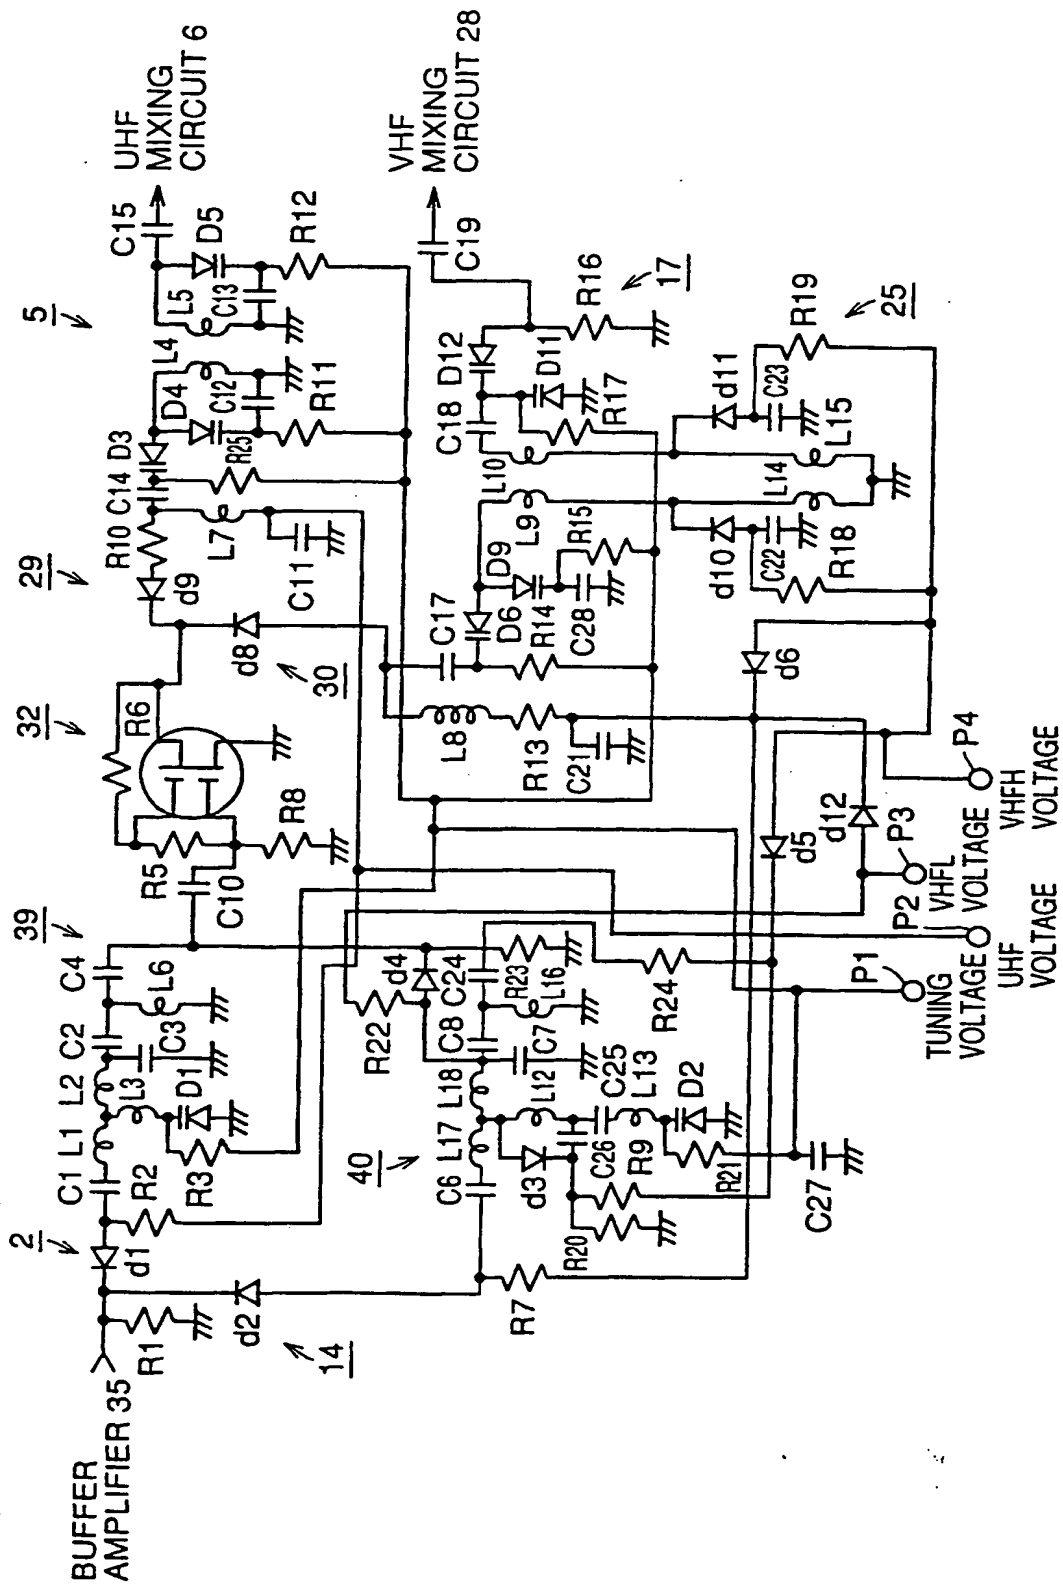 BUFFER
AMPLIFIER 35
2
39
32
29
5
UHF
MIXING
CIRCUIT 6
C1
L1
L2
C2
C4
R6
R10
C14
D3
D4
L4
L5
C15
d1
R2
R3
L3
D1
C3
L6
R5
C10
R8
d9
L7
C11
R25
C12
R11
C13
D5
R12
R1
d2
14
d8
30
VHF
MIXING
CIRCUIT 28
40
C6
L17
L18
C8
C24
d4
R22
d3
L12
C7
L16
R23
C25
L13
D2
C26
R9
R20
R21
R24
R7
C27
L8
R13
C21
C17
D6
R14
D9
C28
R15
L9
L10
C18
D12
D11
R17
C19
R16
17
d10
C22
R18
L14
d11
C23
L15
R19
25
d6
d5
d12
P1
TUNING
VOLTAGE
P2
UHF
VOLTAGE
P3
VHFL
VOLTAGE
P4
VHFH
VOLTAGE